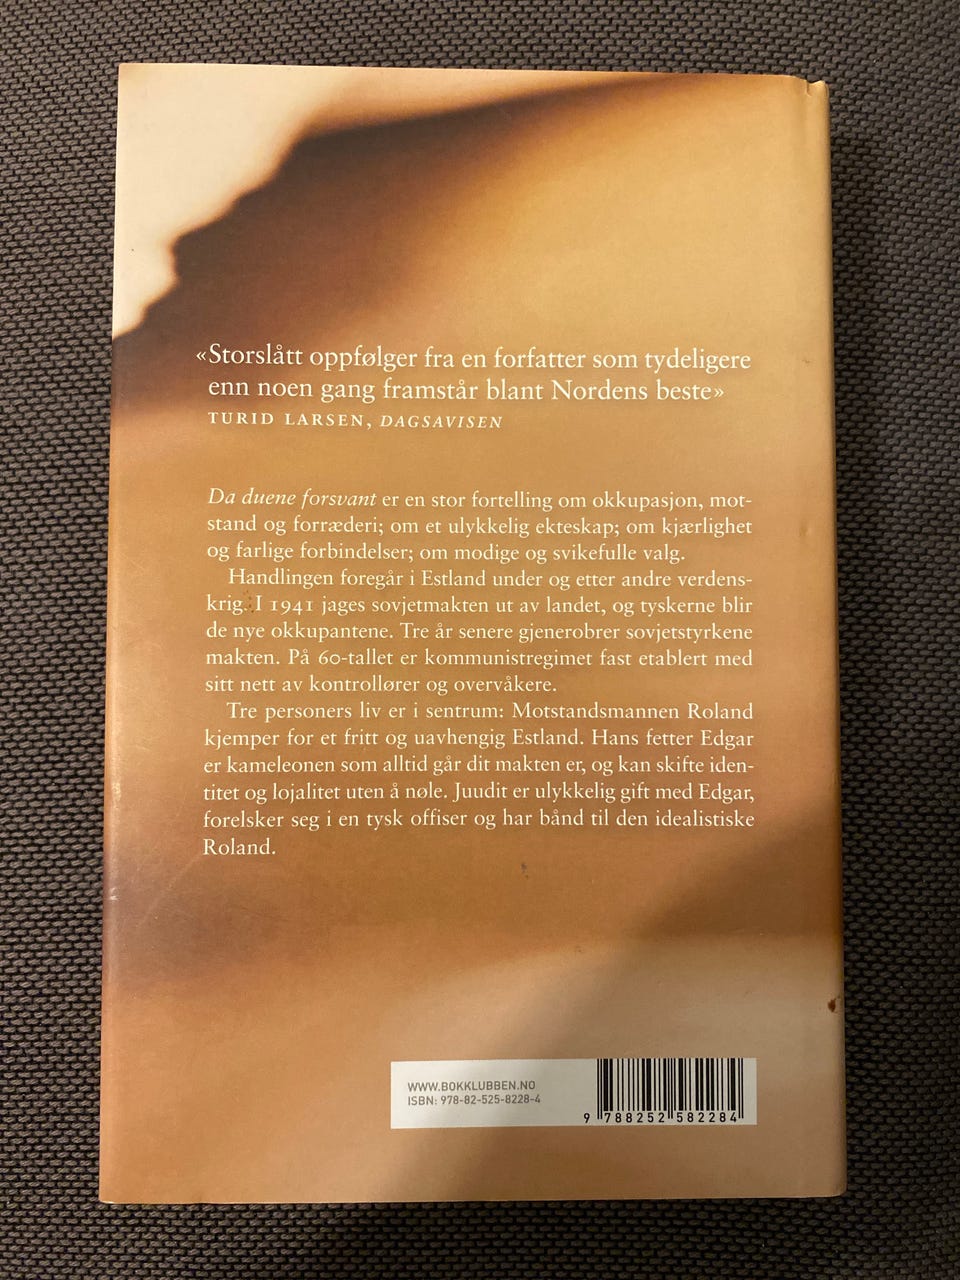 «Storslått oppfølger fra en forfatter som tydeligere
enn noen gang framstår blant Nordens beste»
TURID LARSEN, DAGSAVISEN
Da duene forsvant er en stor fortelling om okkupasjon, mot-
stand og forræderi; om et ulykkelig ekteskap; om kjærlighet
og farlige forbindelser; om modige og svikefulle valg.
Handlingen foregår i Estland under og etter andre verdens-
krig. I 1941 jages sovjetmakten ut av landet, og tyskerne blir
de nye okkupantene. Tre år senere gjenerobrer sovjetstyrkene
makten. På 60-tallet er kommunistregimet fast etablert med
sitt nett av kontrollører og overvåkere.
Tre personers liv er i sentrum: Motstandsmannen Roland
kjemper for et fritt og uavhengig Estland. Hans fetter Edgar
er kameleonen som alltid går dit makten er, og kan skifte iden-
titet og lojalitet uten å nøle. Juudit er ulykkelig gift med Edgar,
forelsker seg i en tysk offiser og har bånd til den idealistiske
Roland.
WWW.BOKKLUBBEN.NO
ISBN: 978-82-525-8228-4
9 788252 582284